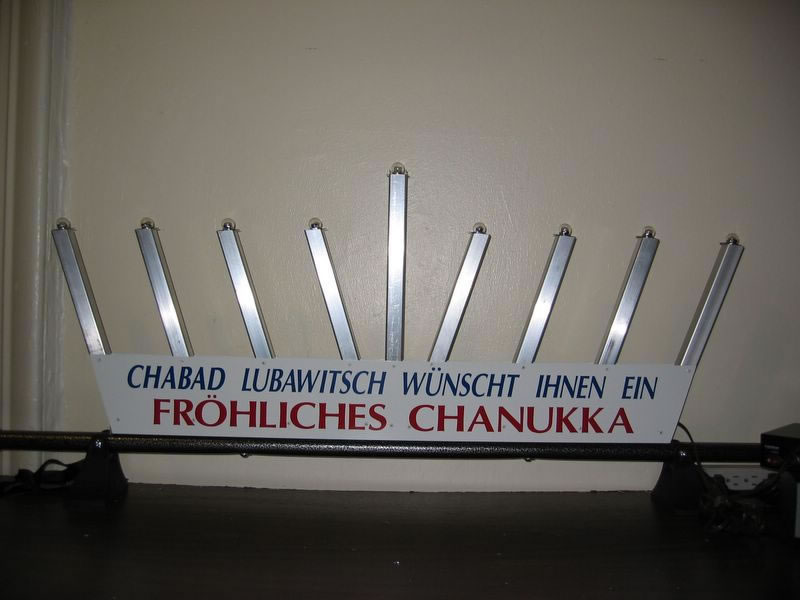 CHABAD LUBAWITSCH WÜNSCHT IHNEN EIN
FRÖHLICHES CHANUKKA